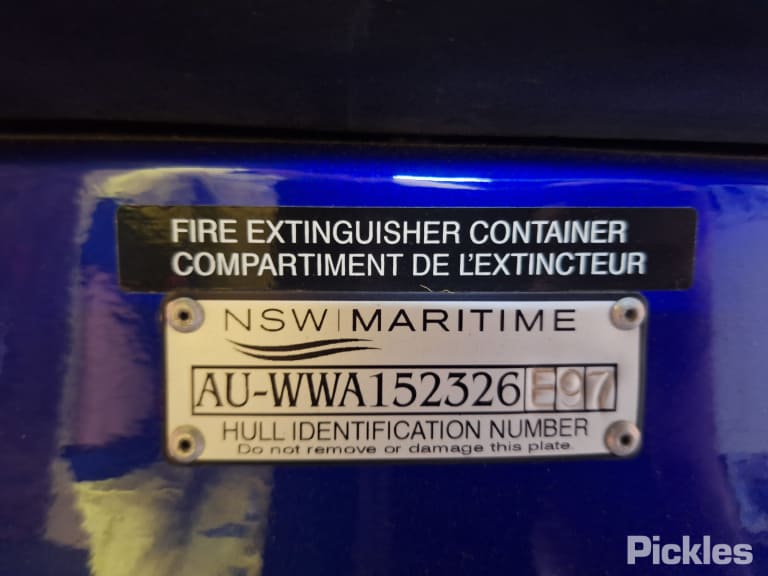 FIRE EXTINGUISHER CONTAINER
COMPARTIMENT DE L'EXTINCTEUR
NSW|MARITIME
AU-WWA152326E97
HULL IDENTIFICATION NUMBER
Do not remove or damage this plate.
Pickles